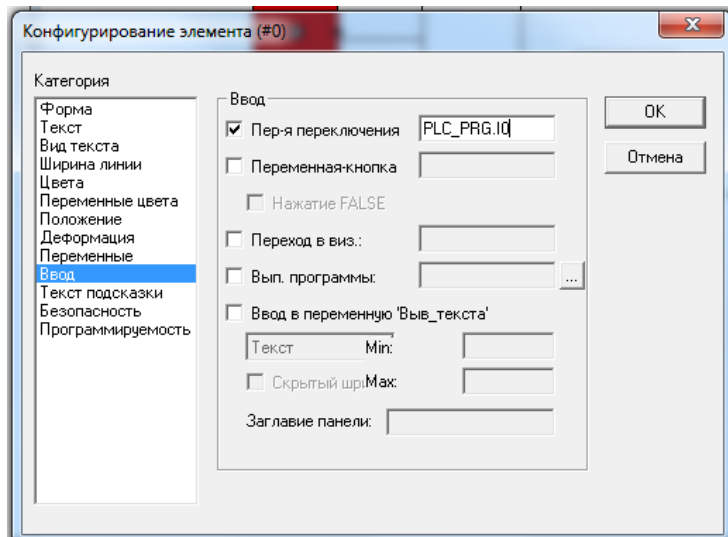 Конфигурирование элемента (#0)
Категория
Форма
Текст
Вид текста
Ширина линии
Цвета
Переменные цвета
Положение
Деформация
Переменные
Ввод
Текст подсказки
Безопасность
Программируемость
Ввод
Пер-я переключения PLC_PRG.I0
Переменная-кнопка
Нажатие FALSE
Переход в виз.:
Вып. программы: ...
Ввод в переменную 'Выв_текста'
Текст Min:
Скрытый шри Max:
Заглавие панели:
OK
Отмена